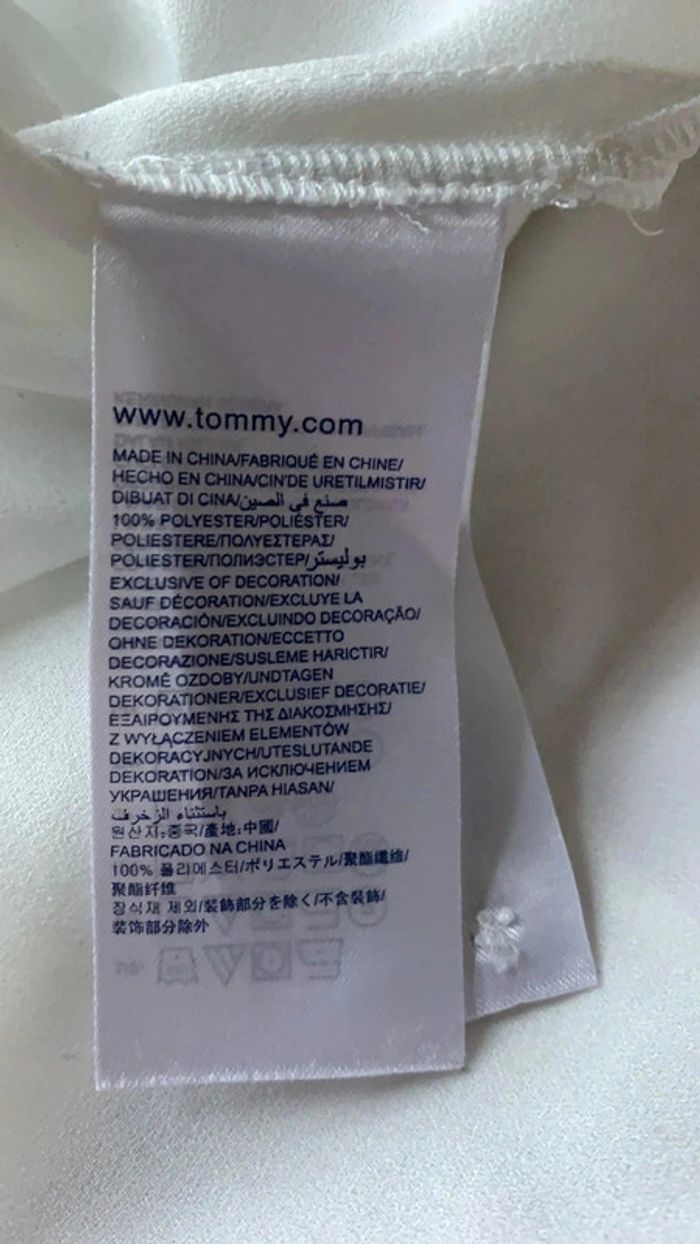 www.tommy.com
MADE IN CHINA/FABRIQUÉ EN CHINE/
HECHO EN CHINA/CIN'DE URETILMISTIR/
DIBUAT DI CINA/صنع في الصين
100% POLYESTER/POLIÉSTER/
POLIESTERE/ΠΟΛΥΕΣΤΕΡΑΣ/
POLIESTER/ПОЛИЭСТЕР/بوليستر
EXCLUSIVE OF DECORATION/
SAUF DÉCORATION/EXCLUYE LA
DECORACIÓN/EXCLUINDO DECORAÇÃO/
OHNE DEKORATION/ECCETTO
DECORAZIONE/SUSLEME HARICTIR/
KROMĚ OZDOBY/UNDTAGEN
DEKORATIONER/EXCLUSIEF DECORATIE/
ΕΞΑΙΡΟΥΜΕΝΗΣ ΤΗΣ ΔΙΑΚΟΣΜΗΣΗΣ/
Z WYŁĄCZENIEM ELEMENTÓW
DEKORACYJNYCH/UTESLUTANDE
DEKORATION/ЗА ИСКЛЮЧЕНИЕМ
УКРАШЕНИЯ/TANPA HIASAN/
باستثناء الزخرف
원산지:중국/產地:中國/
FABRICADO NA CHINA
100% 폴리에스터/ポリエステル/聚酯纖維/
聚酯纤维
장식재 제외/装飾部分を除く/不含裝飾/
装饰部分除外